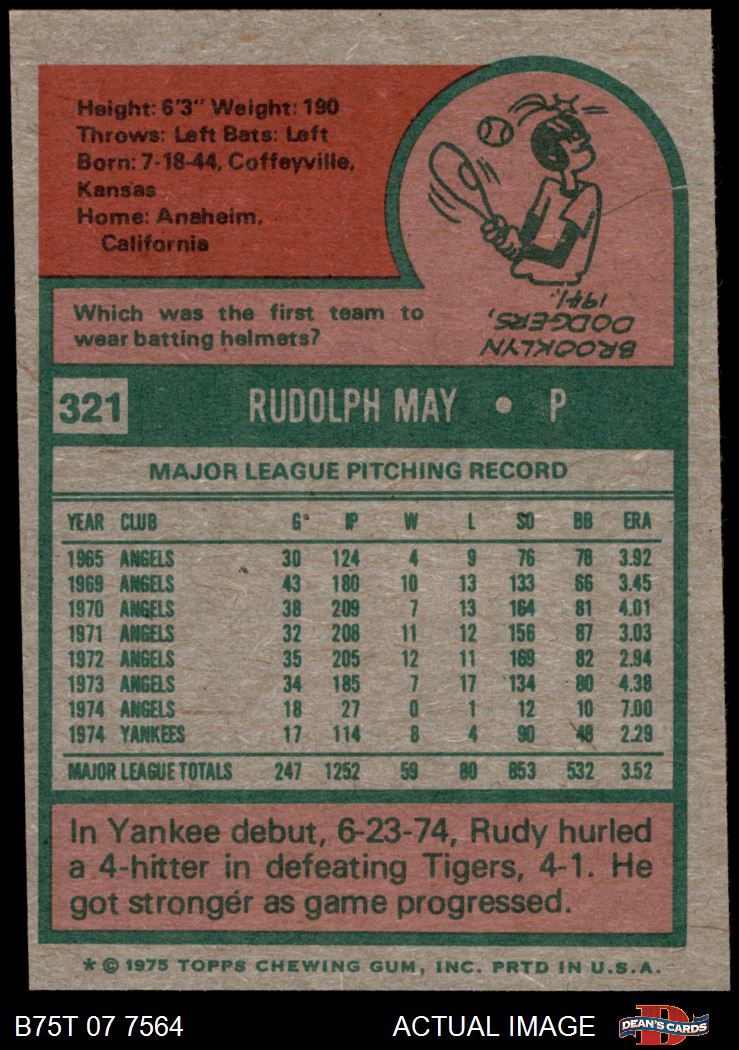 Height: 6'3" Weight: 190
Throws: Left Bats: Left
Born: 7-18-44, Coffeyville,
Kansas
Home: Anaheim,
California
Which was the first team to
wear batting helmets?
BROOKLYN
DODGERS,
1941.
321 RUDOLPH MAY • P
MAJOR LEAGUE PITCHING RECORD
YEAR CLUB G IP W L SO BB ERA
1965 ANGELS 30 124 4 9 76 78 3.92
1969 ANGELS 43 180 10 13 133 66 3.45
1970 ANGELS 38 209 7 13 164 81 4.01
1971 ANGELS 32 208 11 12 156 87 3.03
1972 ANGELS 35 205 12 11 169 82 2.94
1973 ANGELS 34 185 7 17 134 80 4.38
1974 ANGELS 18 27 0 1 12 10 7.00
1974 YANKEES 17 114 8 4 90 48 2.29
MAJOR LEAGUE TOTALS 247 1252 59 80 853 532 3.52
In Yankee debut, 6-23-74, Rudy hurled
a 4-hitter in defeating Tigers, 4-1. He
got stronger as game progressed.
* © 1975 TOPPS CHEWING GUM, INC. PRTD IN U.S.A.
B75T 07 7564 ACTUAL IMAGE DEAN'S CARDS